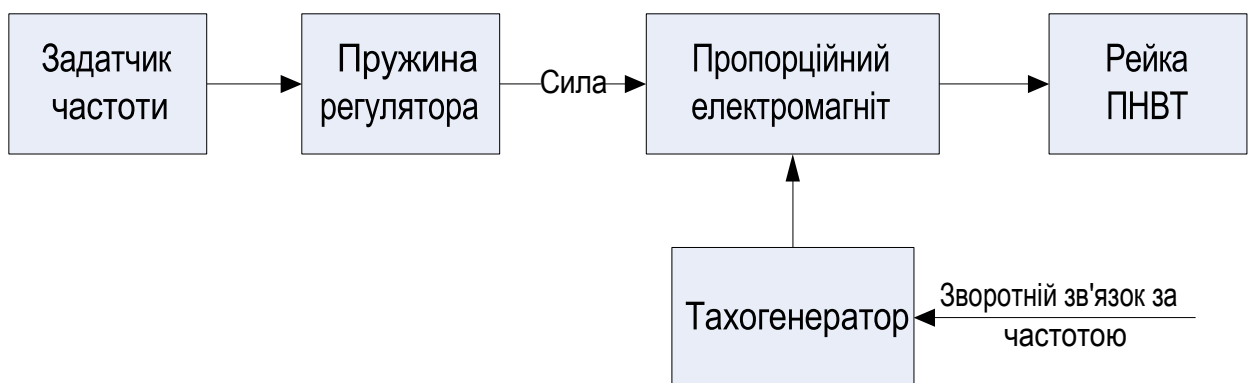 Задатчик
частоти
Пружина
регулятора
Сила
Пропорційний
електромагніт
Рейка
ПНВТ
Тахогенератор
Зворотній зв'язок за
частотою